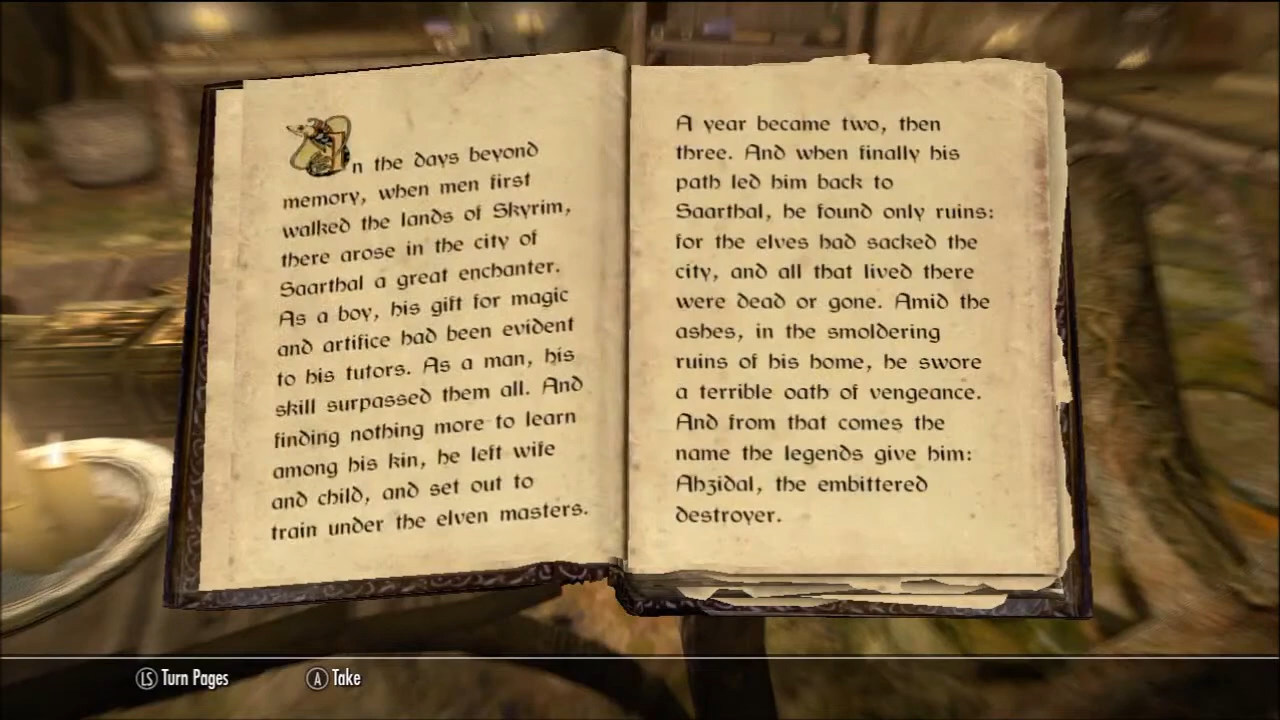 In the days beyond
memory, when men first
walked the lands of Skyrim,
there arose in the city of
Saarthal a great enchanter.
As a boy, his gift for magic
and artifice had been evident
to his tutors. As a man, his
skill surpassed them all. And
finding nothing more to learn
among his kin, he left wife
and child, and set out to
train under the elven masters.
A year became two, then
three. And when finally his
path led him back to
Saarthal, he found only ruins:
for the elves had sacked the
city, and all that lived there
were dead or gone. Amid the
ashes, in the smoldering
ruins of his home, he swore
a terrible oath of vengeance.
And from that comes the
name the legends give him:
Ahzidal, the embittered
destroyer.
LS Turn Pages
A Take